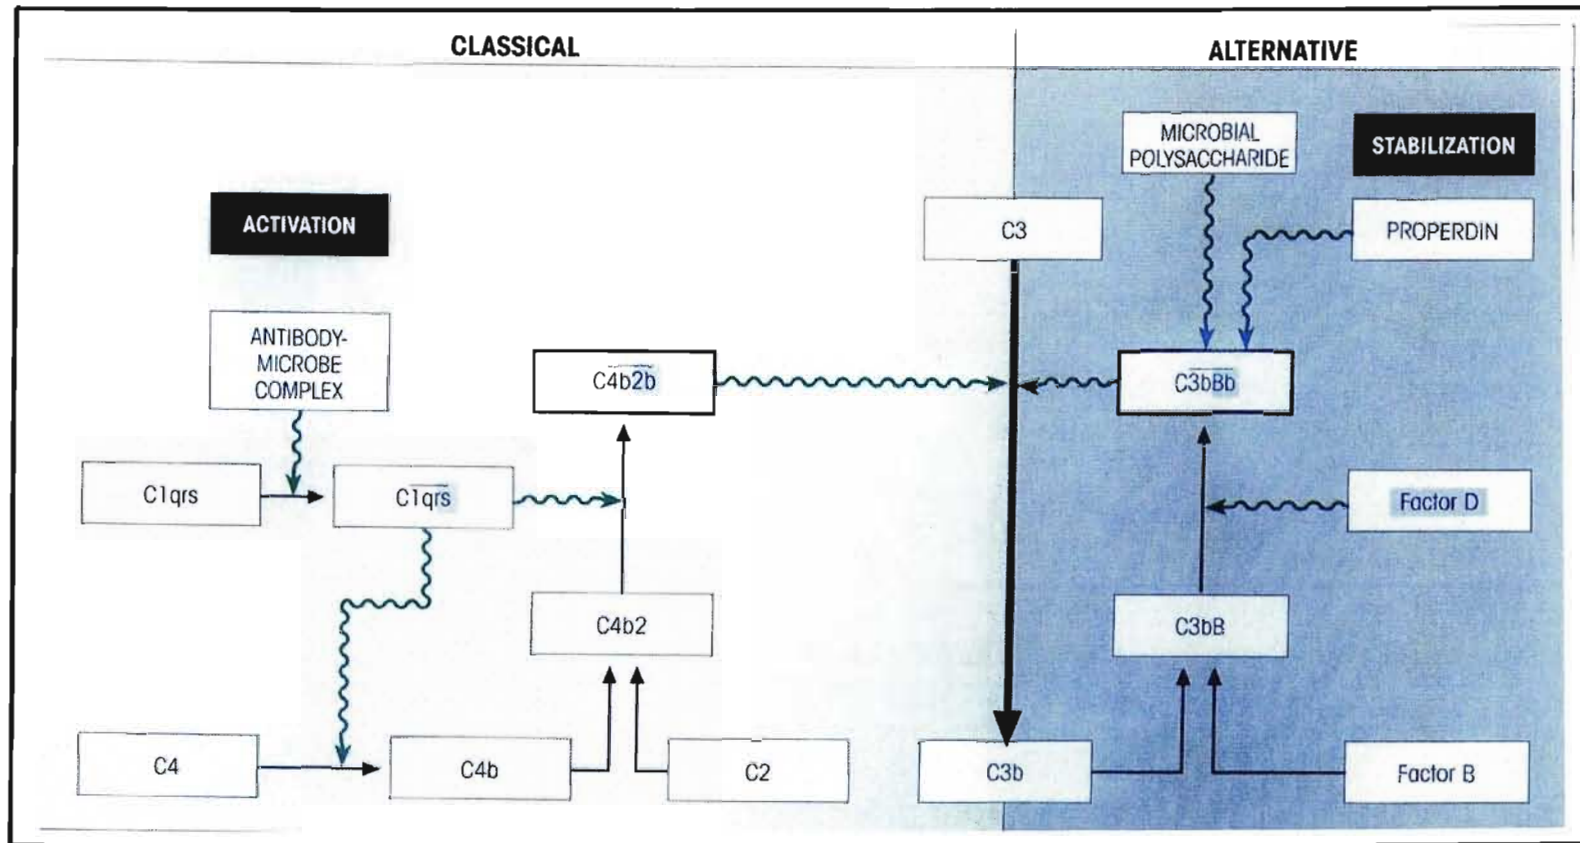 CLASSICAL
ALTERNATIVE
MICROBIAL
POLYSACCHARIDE
STABILIZATION
ACTIVATION
C3
PROPERDIN
ANTIBODY-
MICROBE
COMPLEX
C4b2b
C3bBb
C1qrs
C1qrs
Factor D
C4b2
C3bB
C4
C4b
C2
C3b
Factor B